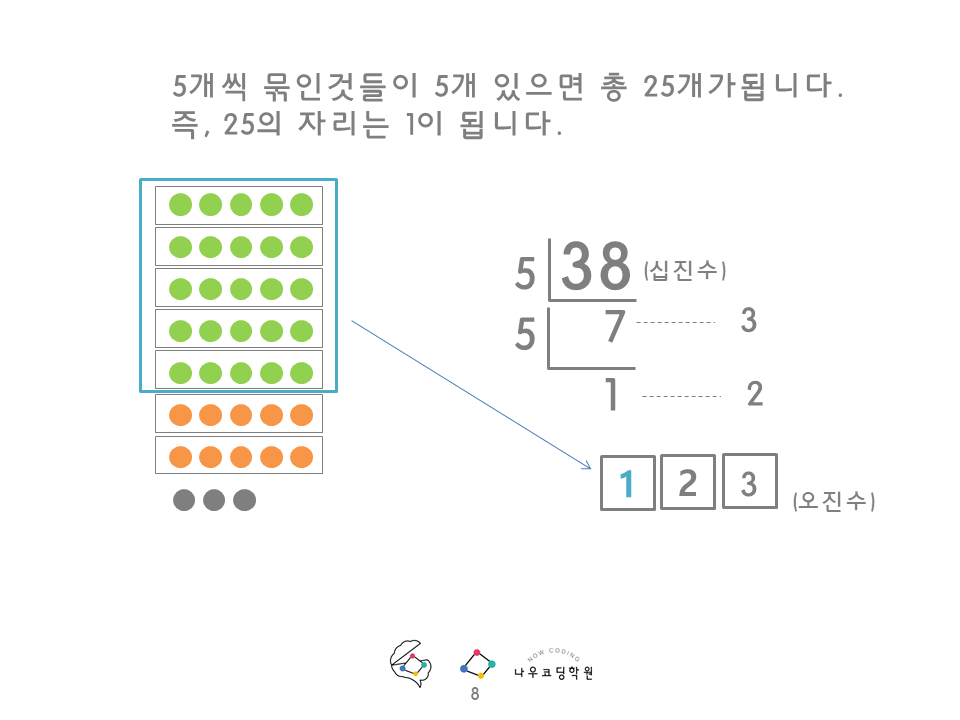 5개씩 묶인것들이 5개 있으면 총 25개가됩니다.
즉, 25의 자리는 1이 됩니다.
5 38 (십진수)
5 7 ---------- 3
1 ---------- 2
1 2 3 (오진수)
NOW CODING
나우코딩학원
8